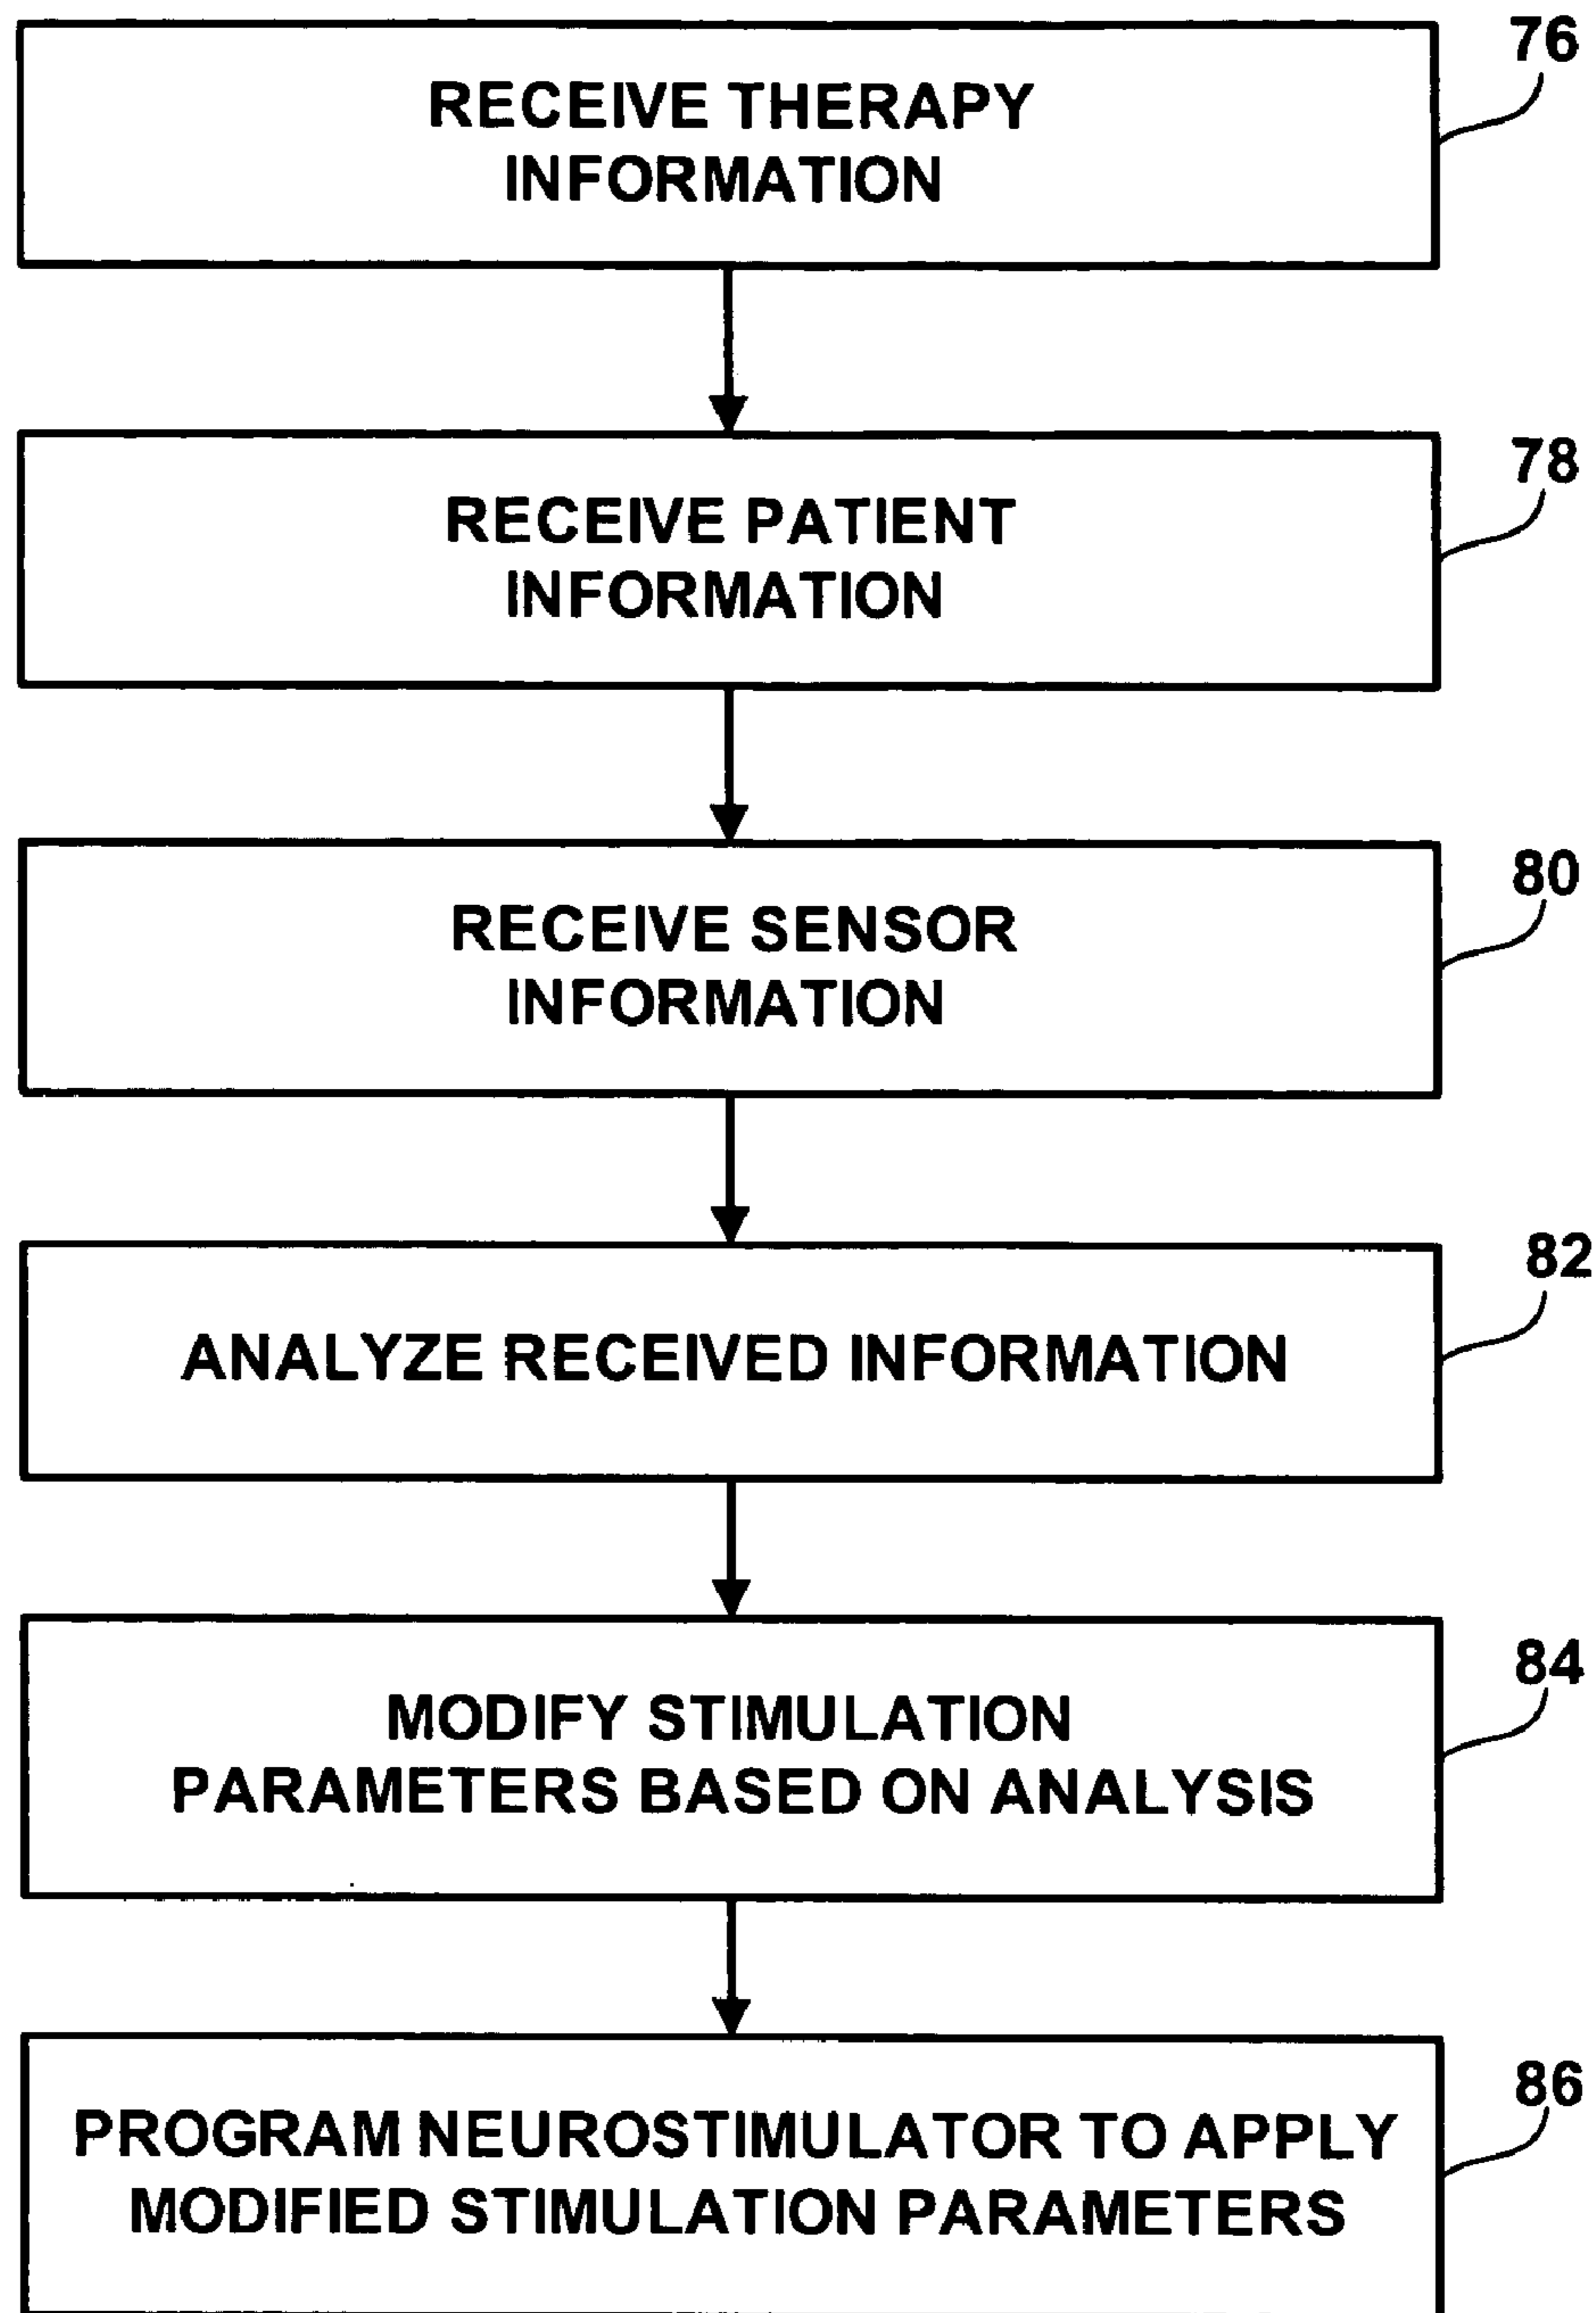 76
RECEIVE THERAPY
INFORMATION
78
RECEIVE PATIENT
INFORMATION
80
RECEIVE SENSOR
INFORMATION
82
ANALYZE RECEIVED INFORMATION
84
MODIFY STIMULATION
PARAMETERS BASED ON ANALYSIS
86
PROGRAM NEUROSTIMULATOR TO APPLY
MODIFIED STIMULATION PARAMETERS